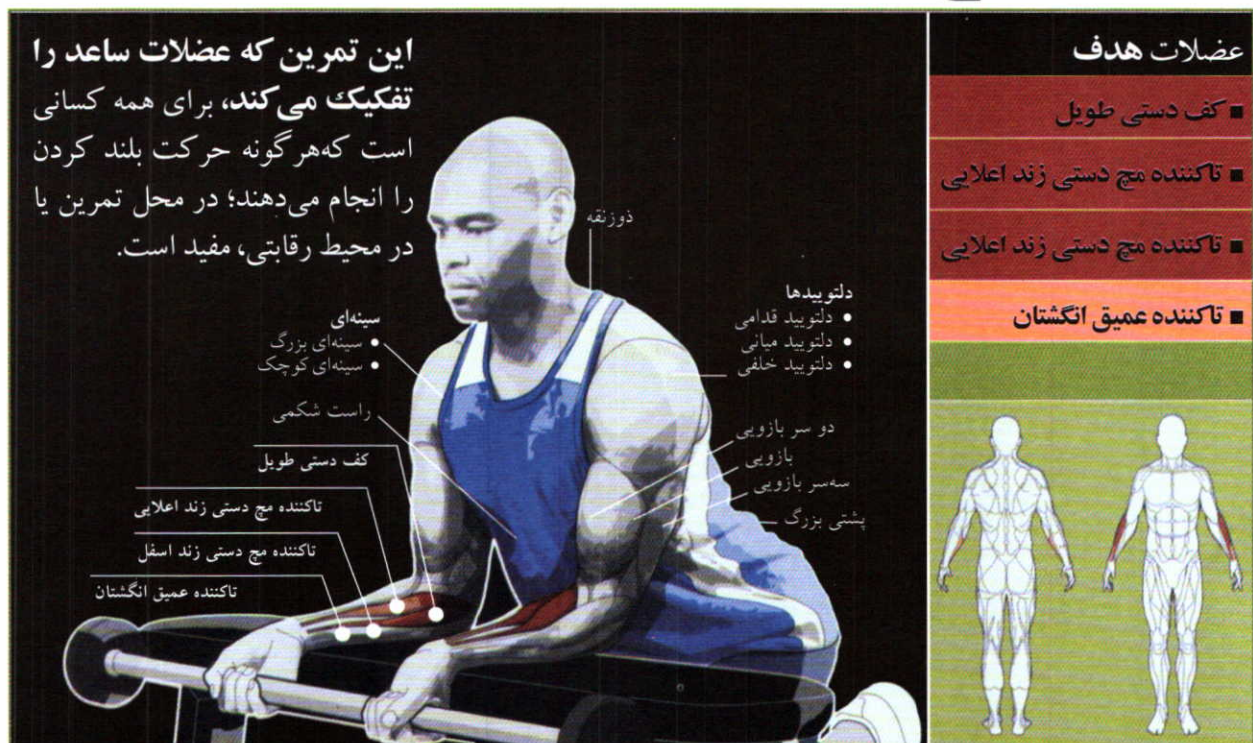 این تمرین که عضلات ساعد را
تفکیک می‌کند، برای همه کسانی
است که‌هر گونه حرکت بلند کردن
را انجام می‌دهند؛ در محل تمرین یا
در محیط رقابتی، مفید است.
عضلات هدف
■ کف دستی طویل
■ تاکننده مچ دستی زند اعلایی
■ تاکننده مچ دستی زند اعلایی
■ تاکننده عمیق انگشتان
ذوزنقه
دلتوییدها
• دلتویید قدامی
• دلتویید میانی
• دلتویید خلفی
دو سر بازویی
بازویی
سه‌سر بازویی
پشتی بزرگ
سینه‌ای
• سینه‌ای بزرگ
• سینه‌ای کوچک
راست شکمی
کف دستی طویل
تاکننده مچ دستی زند اعلایی
تاکننده مچ دستی زند اسفل
تاکننده عمیق انگشتان